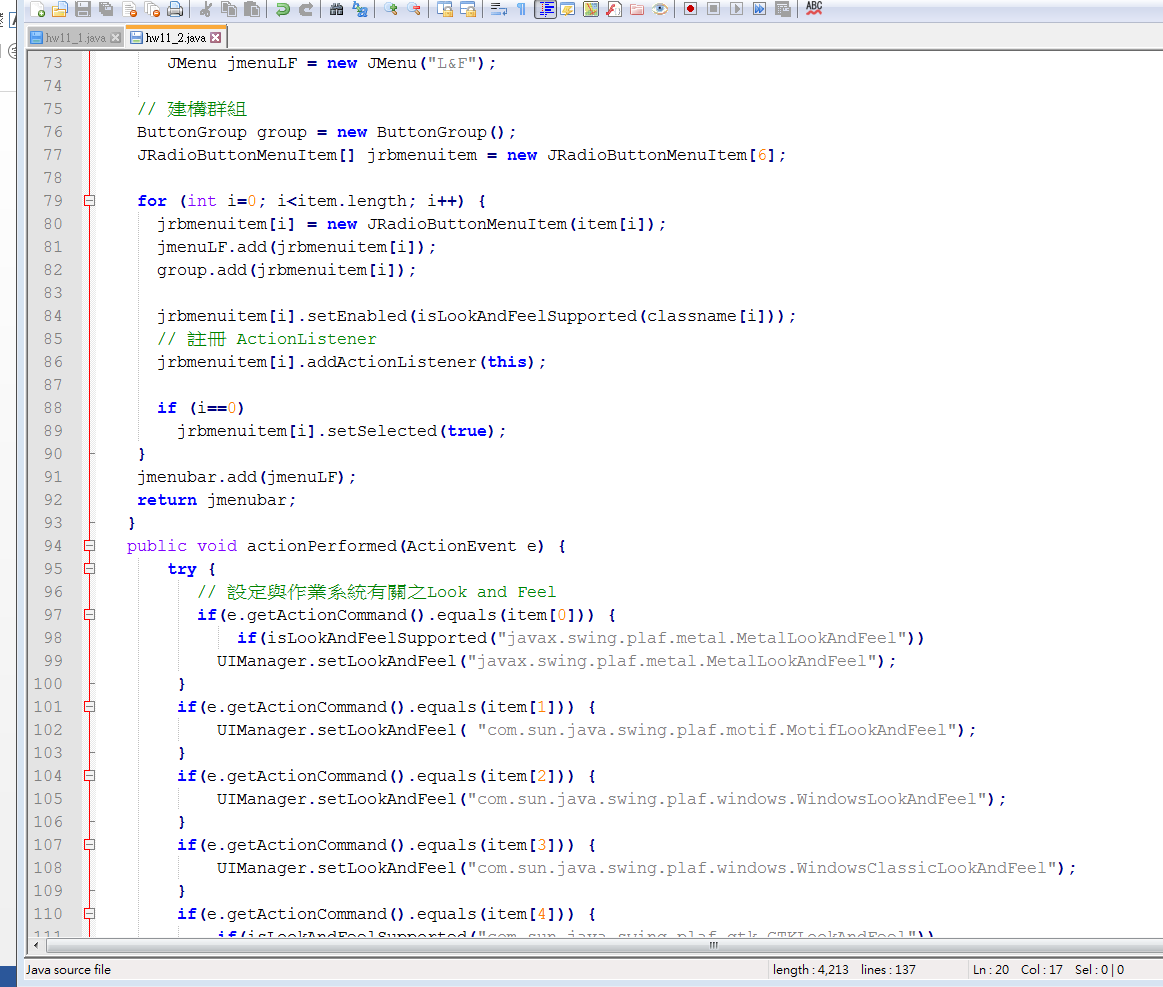 ABC
hw11_1.java hw11_2.java
73 JMenu jmenuLF = new JMenu("L&F");
74
75 // 建構群組
76 ButtonGroup group = new ButtonGroup();
77 JRadioButtonMenuItem[] jrbmenuitem = new JRadioButtonMenuItem[6];
78
79 for (int i=0; i<item.length; i++) {
80 jrbmenuitem[i] = new JRadioButtonMenuItem(item[i]);
81 jmenuLF.add(jrbmenuitem[i]);
82 group.add(jrbmenuitem[i]);
83
84 jrbmenuitem[i].setEnabled(isLookAndFeelSupported(classname[i]));
85 // 註冊 ActionListener
86 jrbmenuitem[i].addActionListener(this);
87
88 if (i==0)
89 jrbmenuitem[i].setSelected(true);
90 }
91 jmenubar.add(jmenuLF);
92 return jmenubar;
93 }
94 public void actionPerformed(ActionEvent e) {
95 try {
96 // 設定與作業系統有關之Look and Feel
97 if(e.getActionCommand().equals(item[0])) {
98 if(isLookAndFeelSupported("javax.swing.plaf.metal.MetalLookAndFeel"))
99 UIManager.setLookAndFeel("javax.swing.plaf.metal.MetalLookAndFeel");
100 }
101 if(e.getActionCommand().equals(item[1])) {
102 UIManager.setLookAndFeel( "com.sun.java.swing.plaf.motif.MotifLookAndFeel");
103 }
104 if(e.getActionCommand().equals(item[2])) {
105 UIManager.setLookAndFeel("com.sun.java.swing.plaf.windows.WindowsLookAndFeel");
106 }
107 if(e.getActionCommand().equals(item[3])) {
108 UIManager.setLookAndFeel("com.sun.java.swing.plaf.windows.WindowsClassicLookAndFeel");
109 }
110 if(e.getActionCommand().equals(item[4])) {
111 if(isLookAndFeelSupported("com.sun.java.swing.plaf.gtk.GTKLookAndFeel"))
Java source file length : 4,213 lines : 137 Ln : 20 Col : 17 Sel : 0 | 0